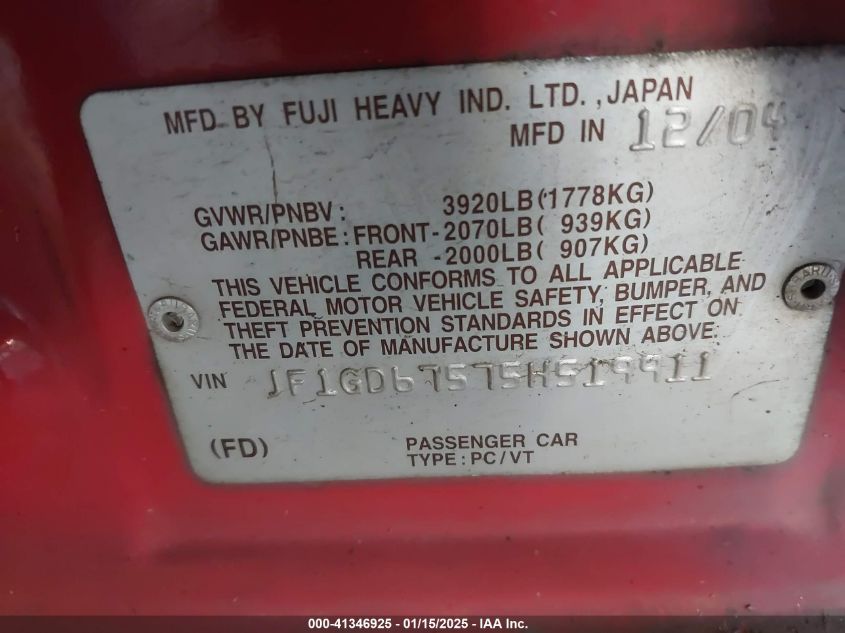 MFD BY FUJI HEAVY IND. LTD.,JAPAN
MFD IN 12/04
GVWR/PNBV: 3920LB(1778KG)
GAWR/PNBE: FRONT-2070LB( 939KG)
REAR -2000LB( 907KG)
THIS VEHICLE CONFORMS TO ALL APPLICABLE
FEDERAL MOTOR VEHICLE SAFETY, BUMPER, AND
THEFT PREVENTION STANDARDS IN EFFECT ON
THE DATE OF MANUFACTURE SHOWN ABOVE.
VIN JF1GD67575H519911
(FD) PASSENGER CAR
TYPE:PC/VT
000-41346925 - 01/15/2025 - IAA Inc.